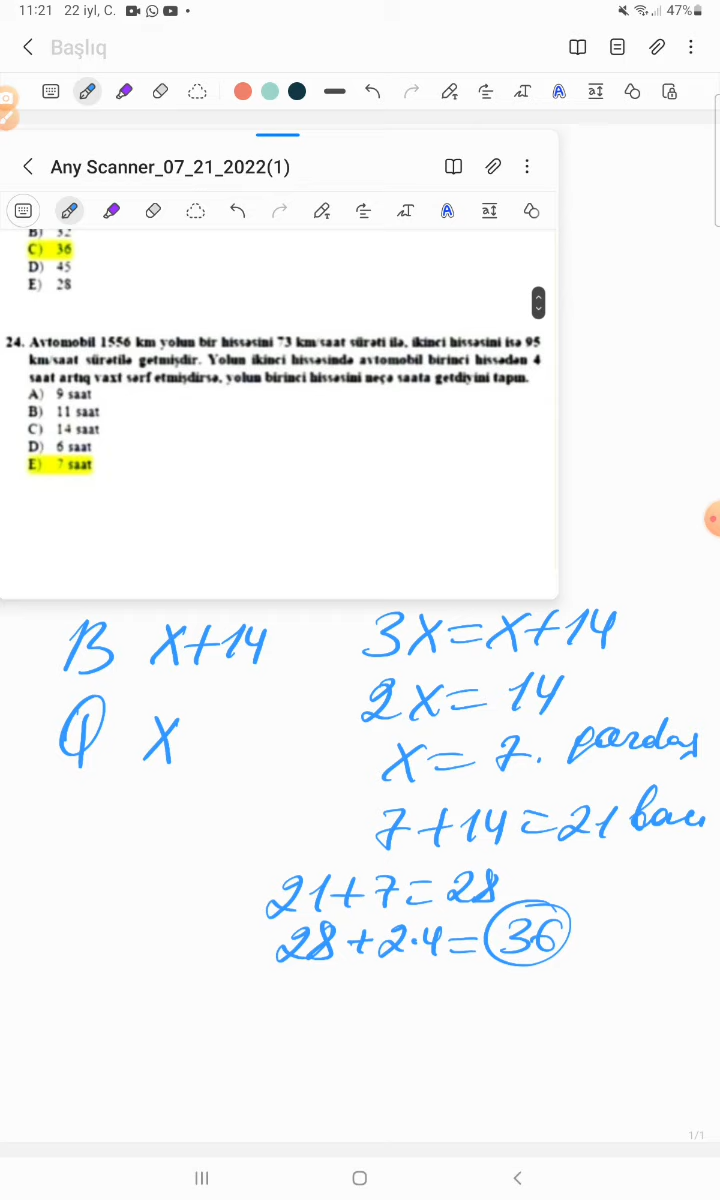 11:21 22 iyl, C. 47%
Başlıq
Any Scanner_07_21_2022(1)
B) 32
C) 36
D) 45
E) 28
24. Avtomobil 1556 km yolun bir hissəsini 73 km/saat sürəti ilə, ikinci hissəsini isə 95
km/saat sürətilə getmişdir. Yolun ikinci hissəsində avtomobil birinci hissədən 4
saat artıq vaxt sərf etmişdirsə, yolun birinci hissəsini neçə saata getdiyini tapın.
A) 9 saat
B) 11 saat
C) 14 saat
D) 6 saat
E) 7 saat
B x+14
Q x
3x=x+14
2x=14
x=7. qardaş
7+14=21 bacı
21+7=28
28+2·4=36
1/1